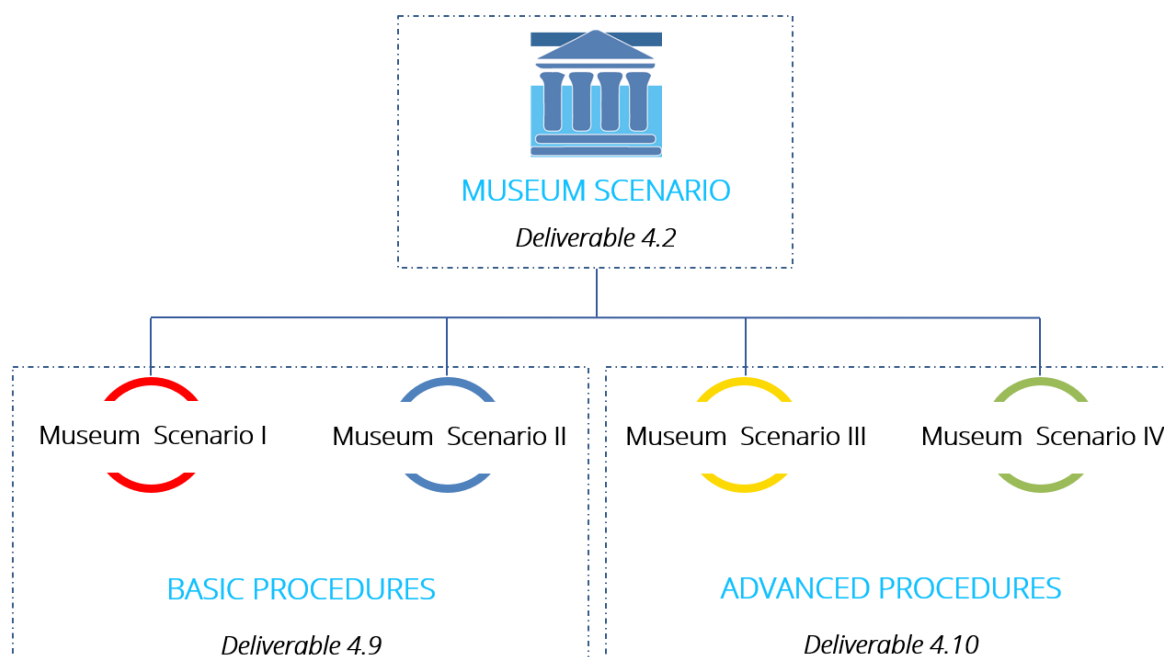 MUSEUM SCENARIO
Deliverable 4.2
Museum Scenario I
Museum Scenario II
Museum Scenario III
Museum Scenario IV
BASIC PROCEDURES
Deliverable 4.9
ADVANCED PROCEDURES
Deliverable 4.10